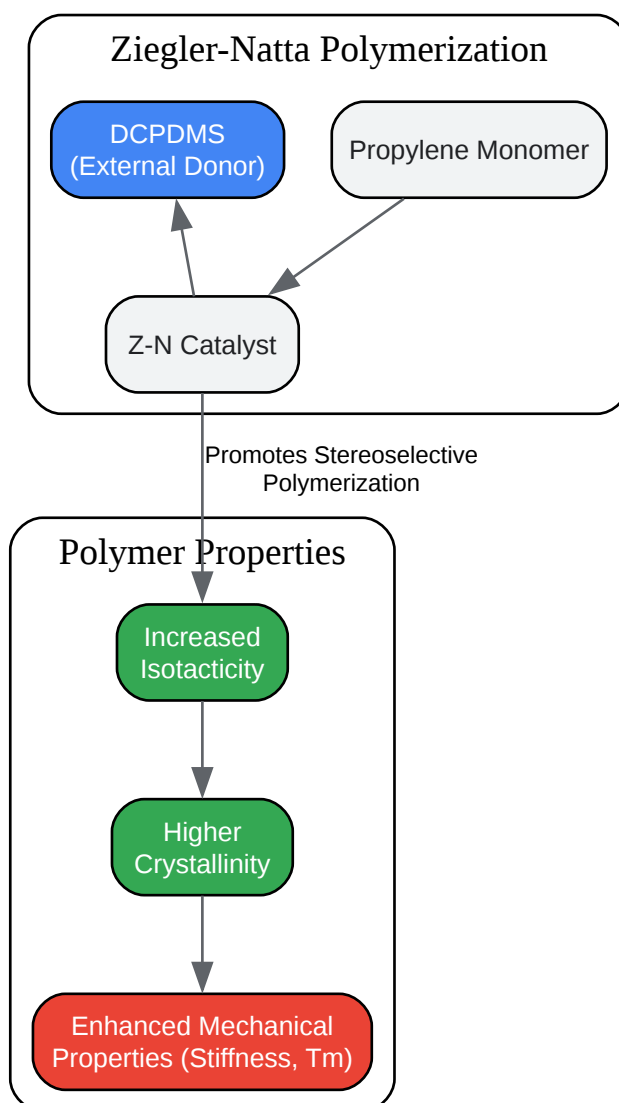 Ziegler-Natta Polymerization
DCPDMS
(External Donor)
Propylene Monomer
Z-N Catalyst
Promotes Stereoselective
Polymerization
Polymer Properties
Increased
Isotacticity
Higher
Crystallinity
Enhanced Mechanical
Properties (Stiffness, Tm)